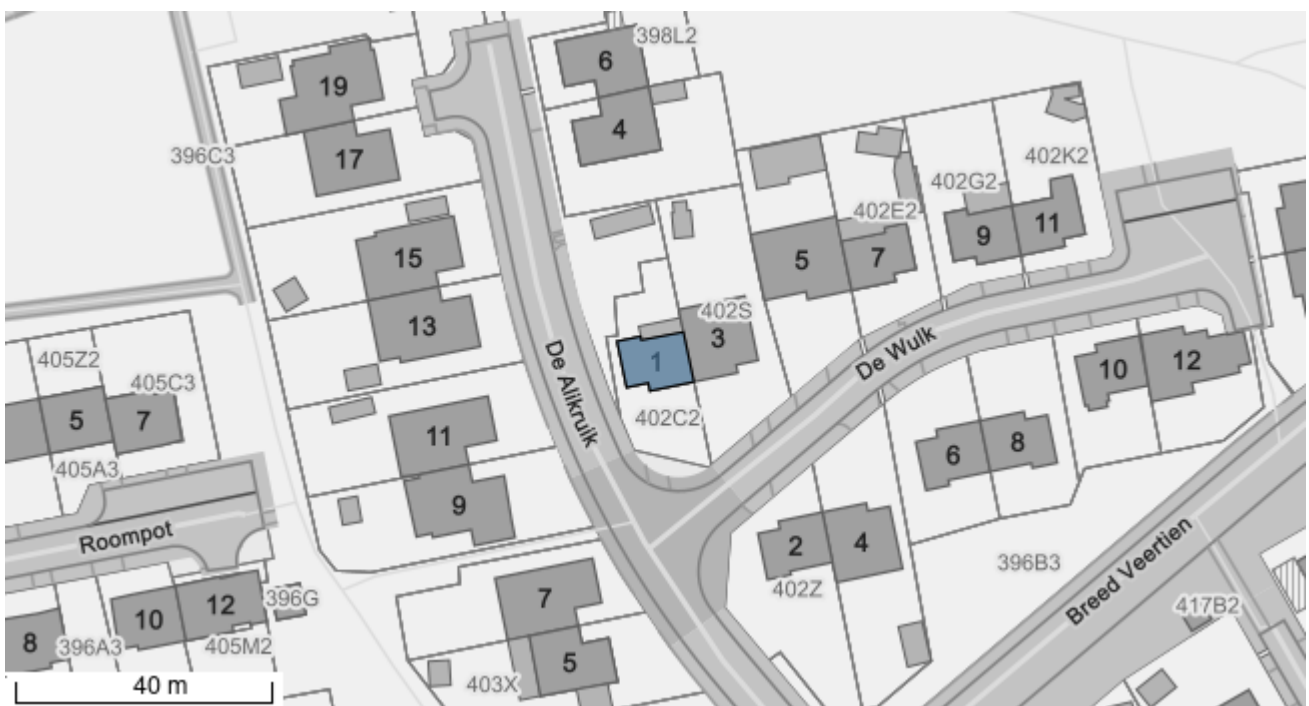 6
398L2
19
4
17
396C3
402K2
402G2
402E2
11
9
5
7
15
402S
3
13
De Wulk
1
De Alikruik
405Z2
10
12
405C3
402C2
5
7
11
6
8
405A3
9
Roompot
2
4
396B3
Breed Veertien
402Z
7
396G
12
10
417B2
8
396A3
405M2
5
403X
40 m